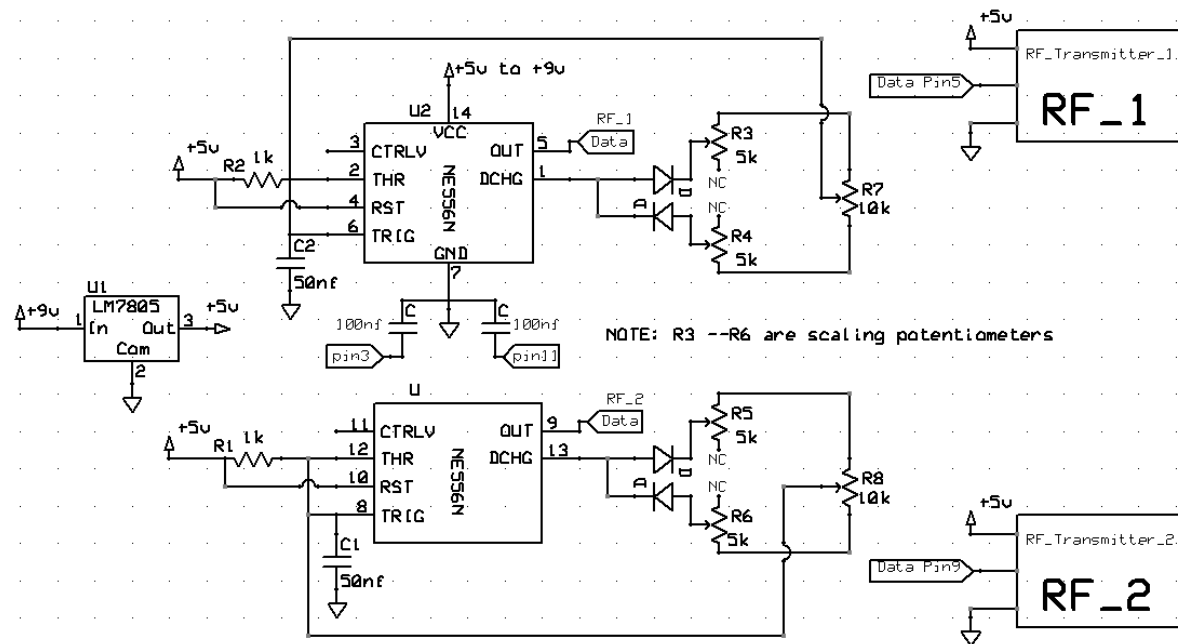 +5v
RF_Transmitter_1
RF_1
Data Pin5
+5v to +9v
U2
14
VCC
3
CTRLV
OUT
5
RF_1
Data
+5v
R2
1k
2
THR
DCHG
1
4
RST
6
TRIG
NE556N
GND
7
D
D
R3
5k
NC
NC
R4
5k
R7
10k
C2
50nf
U1
LM7805
+9v
1
In
Out
3
+5v
Com
2
100nf
C
C
100nf
pin3
pin11
NOTE: R3 --R6 are scaling potentiometers
U
11
CTRLV
OUT
9
RF_2
Data
+5v
R1
1k
12
THR
DCHG
13
10
RST
8
TRIG
NE556N
D
D
R5
5k
NC
NC
R6
5k
R8
10k
C1
50nf
+5v
RF_Transmitter_2
RF_2
Data Pin9